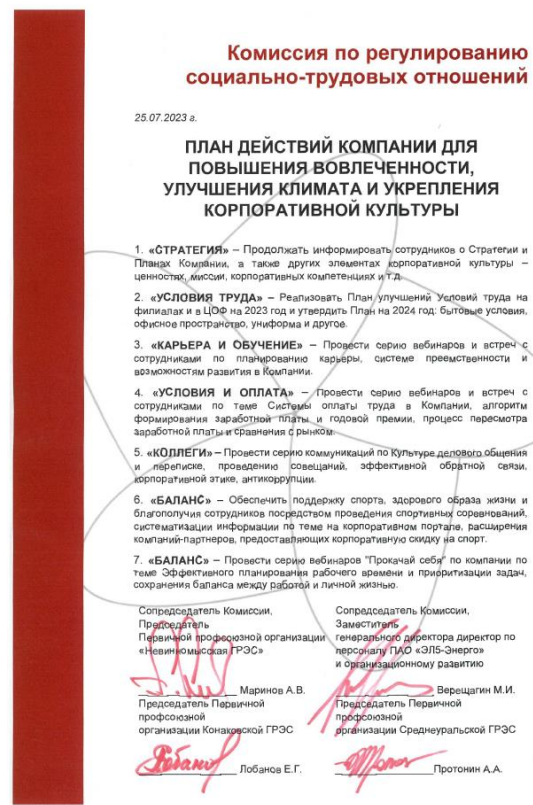 Комиссия по регулированию
социально-трудовых отношений
25.07.2023 г.
ПЛАН ДЕЙСТВИЙ КОМПАНИИ ДЛЯ
ПОВЫШЕНИЯ ВОВЛЕЧЕННОСТИ,
УЛУЧШЕНИЯ КЛИМАТА И УКРЕПЛЕНИЯ
КОРПОРАТИВНОЙ КУЛЬТУРЫ
1. «СТРАТЕГИЯ» – Продолжать информировать сотрудников о Стратегии и
Планах Компании, а также других элементах корпоративной культуры –
ценностях, миссии, корпоративных компетенциях и т.д.
2. «УСЛОВИЯ ТРУДА» – Реализовать План улучшений Условий труда на
филиалах и в ЦОФ на 2023 год и утвердить План на 2024 год: бытовые условия,
офисное пространство, униформа и другое.
3. «КАРЬЕРА И ОБУЧЕНИЕ» – Провести серию вебинаров и встреч с
сотрудниками по планированию карьеры, системе преемственности и
возможностям развития в Компании.
4. «УСЛОВИЯ И ОПЛАТА» – Провести серию вебинаров и встреч с
сотрудниками по теме Системы оплаты труда в Компании, алгоритм
формирования заработной платы и годовой премии, процесс пересмотра
заработной платы и сравнения с рынком.
5. «КОЛЛЕГИ» – Провести серию коммуникаций по Культуре делового общения
и переписке, проведению совещаний, эффективной обратной связи,
корпоративной этике, антикоррупции.
6. «БАЛАНС» – Обеспечить поддержку спорта, здорового образа жизни и
благополучия сотрудников посредством проведения спортивных соревнований,
систематизации информации по теме на корпоративном портале, расширения
компаний-партнеров, предоставляющих корпоративную скидку на спорт.
7. «БАЛАНС» – Провести серию вебинаров "Прокачай себя" по компании по
теме Эффективного планирования рабочего времени и приоритизации задач,
сохранения баланса между работой и личной жизнью.
Сопредседатель Комиссии,
Председатель
Первичной профсоюзной организации
«Невинномысская ГРЭС»
Маринов А.В.
Сопредседатель Комиссии,
Заместитель
генерального директора директор по
персоналу ПАО «ЭЛ5-Энерго»
и организационному развитию
Верещагин М.И.
Председатель Первичной
профсоюзной
организации Конаковской ГРЭС
Лобанов Е.Г.
Председатель Первичной
профсоюзной
организации Среднеуральской ГРЭС
Протонин А.А.